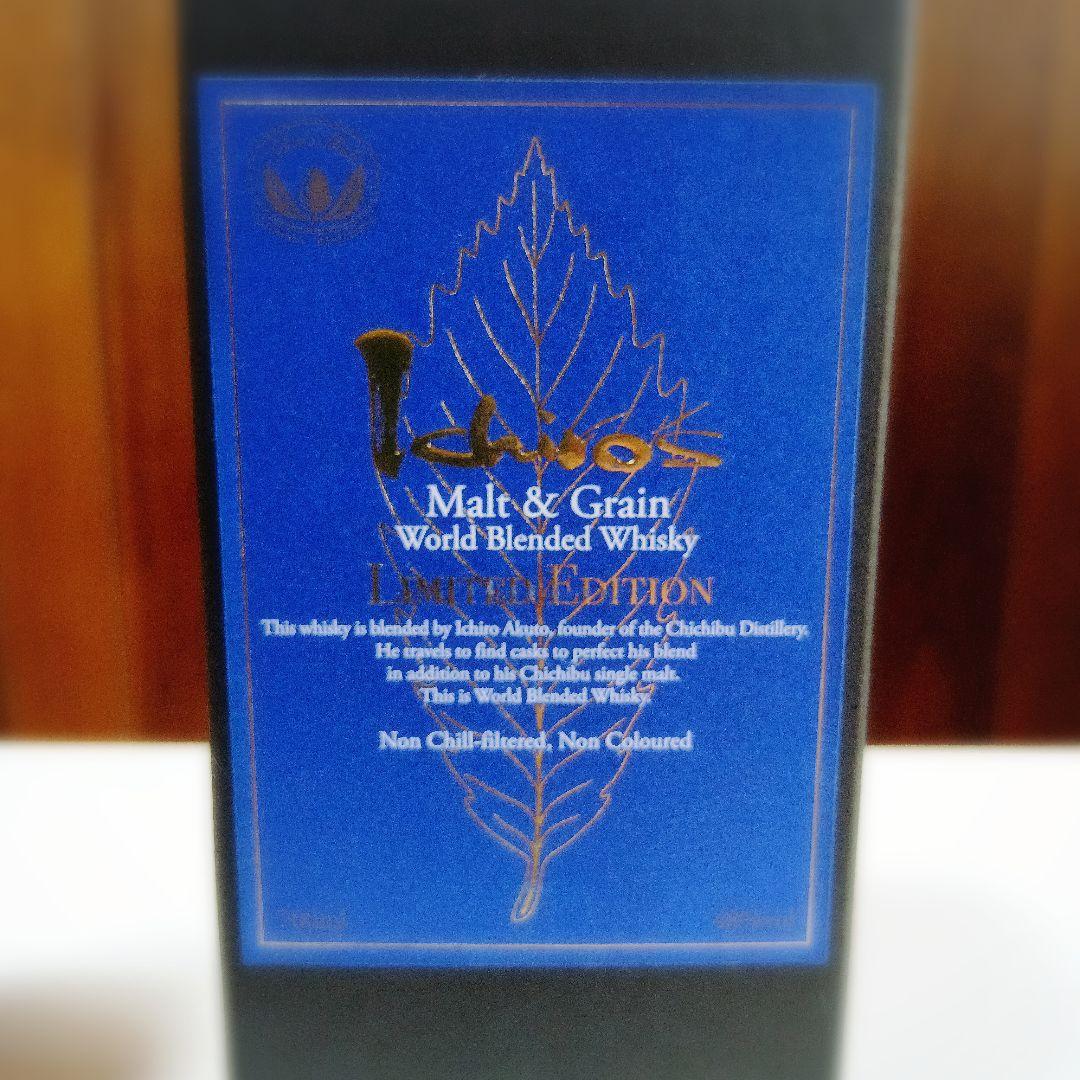 Ichiro's
Malt & Grain
World Blended Whisky
LIMITED EDITION
This whisky is blended by Ichiro Akuto, founder of the Chichibu Distillery.
He travels to find casks to perfect his blend
in addition to his Chichibu single malt.
This is World Blended Whisky.
Non Chill-filtered, Non Coloured